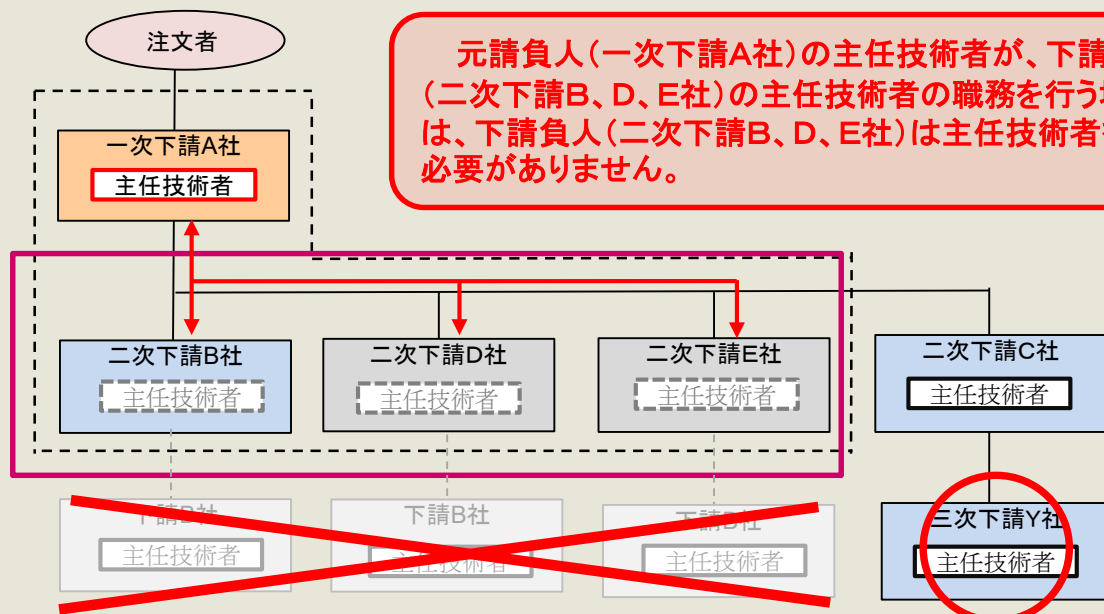 注文者
元請負人(一次下請A社)の主任技術者が、下請
(二次下請B、D、E社)の主任技術者の職務を行う
は、下請負人(二次下請B、D、E社)は主任技術者
必要がありません。
一次下請A社
主任技術者
二次下請B社
主任技術者
二次下請D社
主任技術者
二次下請E社
主任技術者
二次下請C社
主任技術者
下請B社
主任技術者
下請B社
主任技術者
下請B社
主任技術者
三次下請Y社
主任技術者